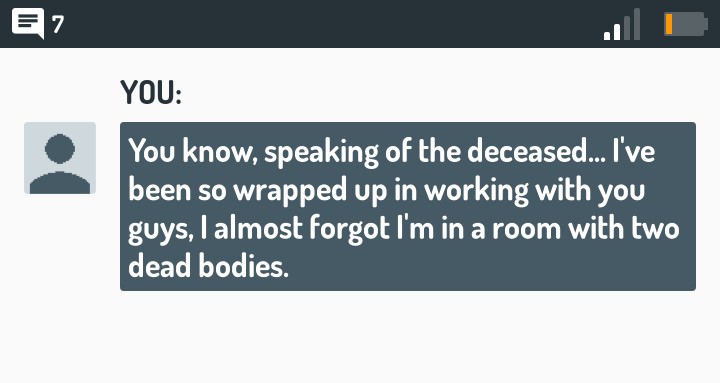 7
YOU:
You know, speaking of the deceased... I've
been so wrapped up in working with you
guys, I almost forgot I'm in a room with two
dead bodies.